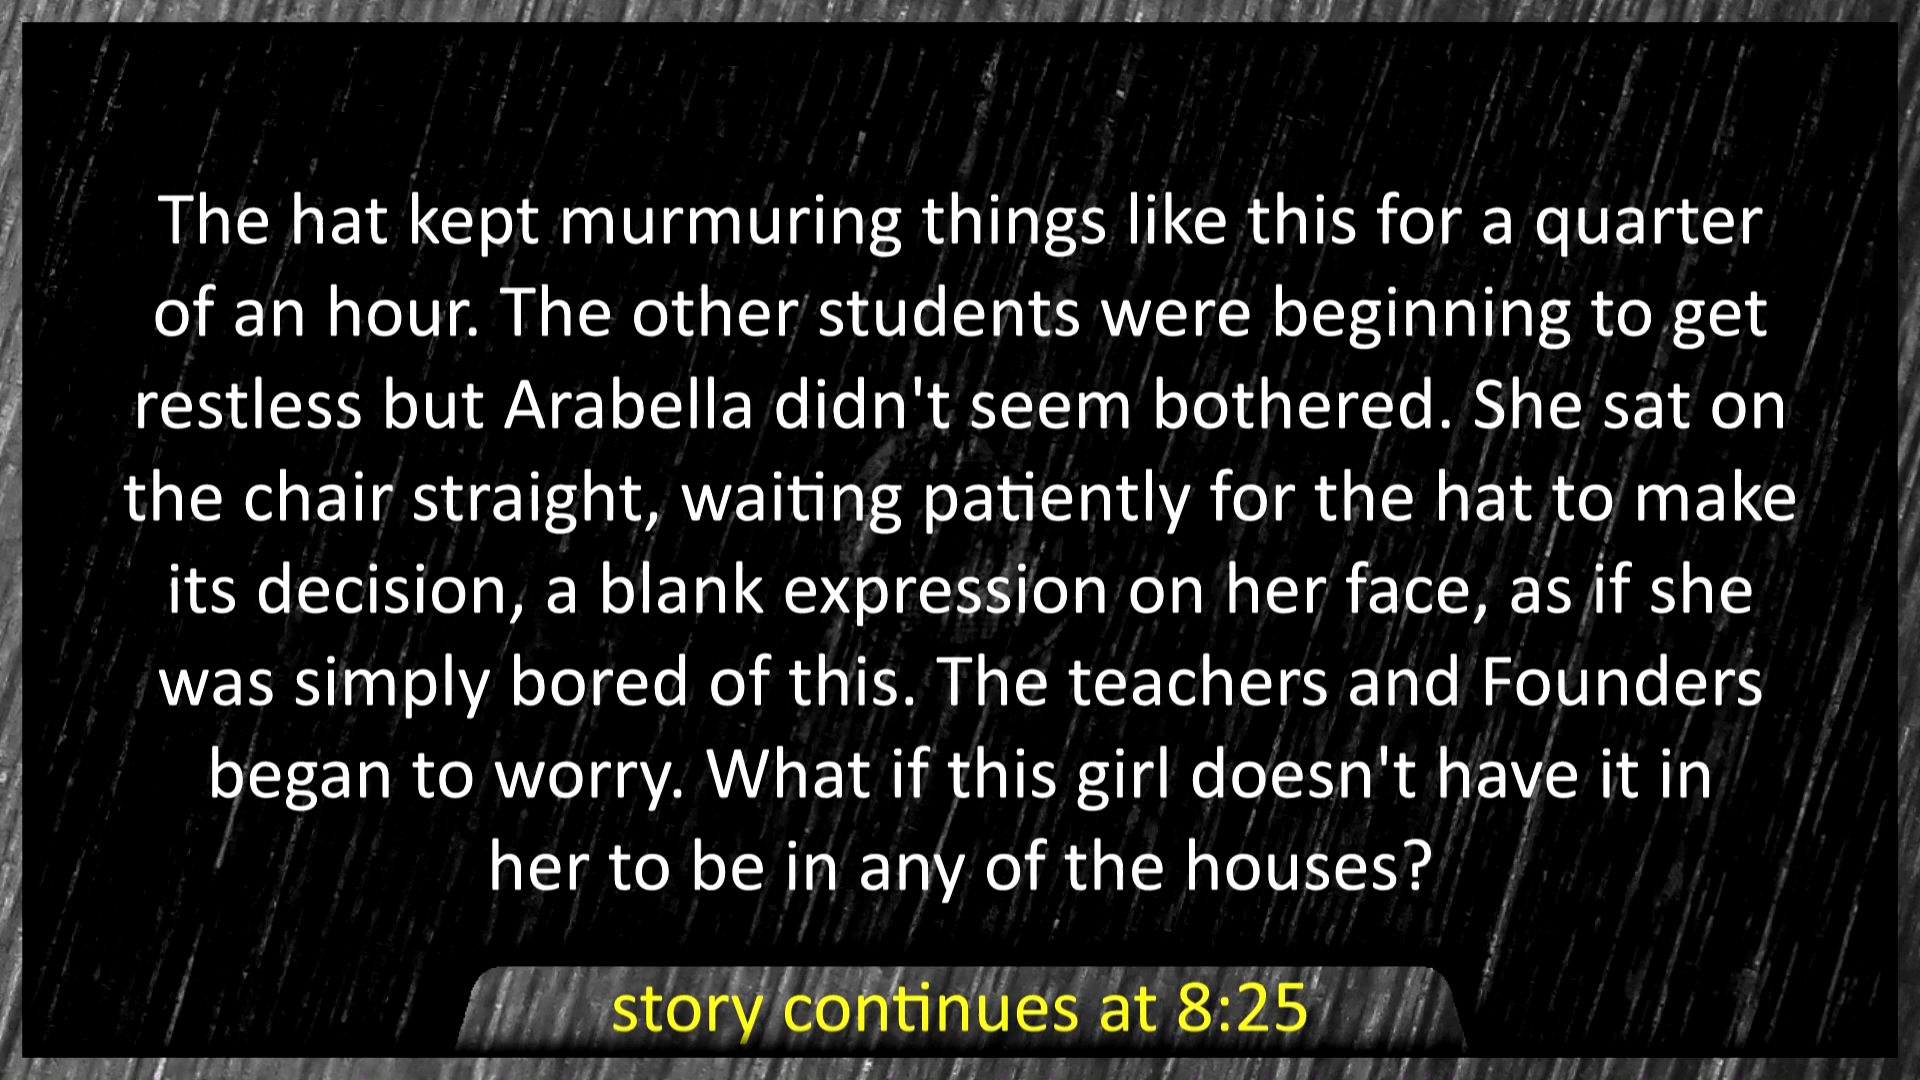 The hat kept murmuring things like this for a quarter
of an hour. The other students were beginning to get
restless but Arabella didn't seem bothered. She sat on
the chair straight, waiting patiently for the hat to make
its decision, a blank expression on her face, as if she
was simply bored of this. The teachers and Founders
began to worry. What if this girl doesn't have it in
her to be in any of the houses?
story continues at 8:25